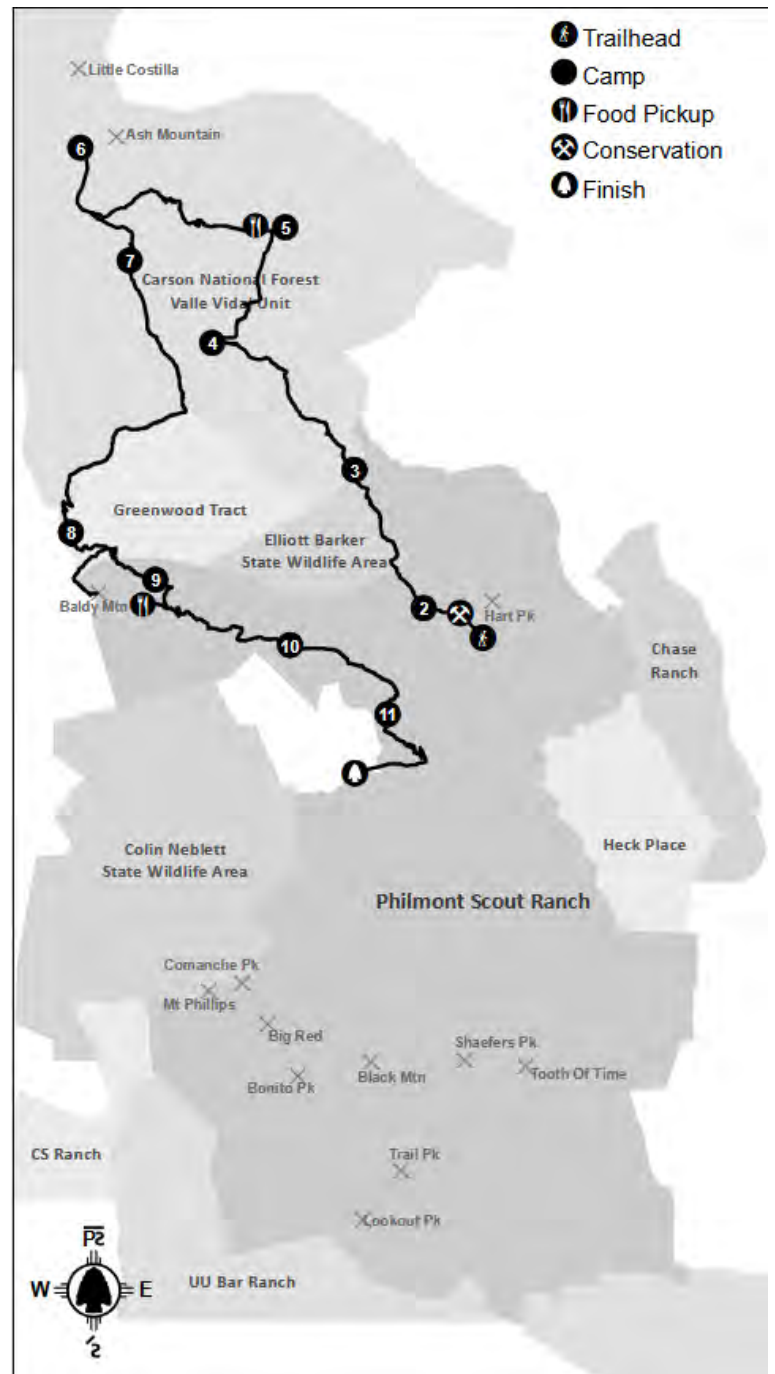 Trailhead
Camp
Food Pickup
Conservation
Finish
Little Costilla
Ash Mountain
6
5
7
Carson National Forest
Valle Vidal Unit
4
3
Greenwood Tract
8
Elliott Barker
State Wildlife Area
9
Baldy Mtn
2
Hart Pk
10
Chase
Ranch
11
Colin Neblett
State Wildlife Area
Heck Place
Philmont Scout Ranch
Comanche Pk
Mt Phillips
Big Red
Shaefers Pk
Black Mtn
Tooth Of Time
Bonito Pk
CS Ranch
Trail Pk
Lookout Pk
W
E
UU Bar Ranch